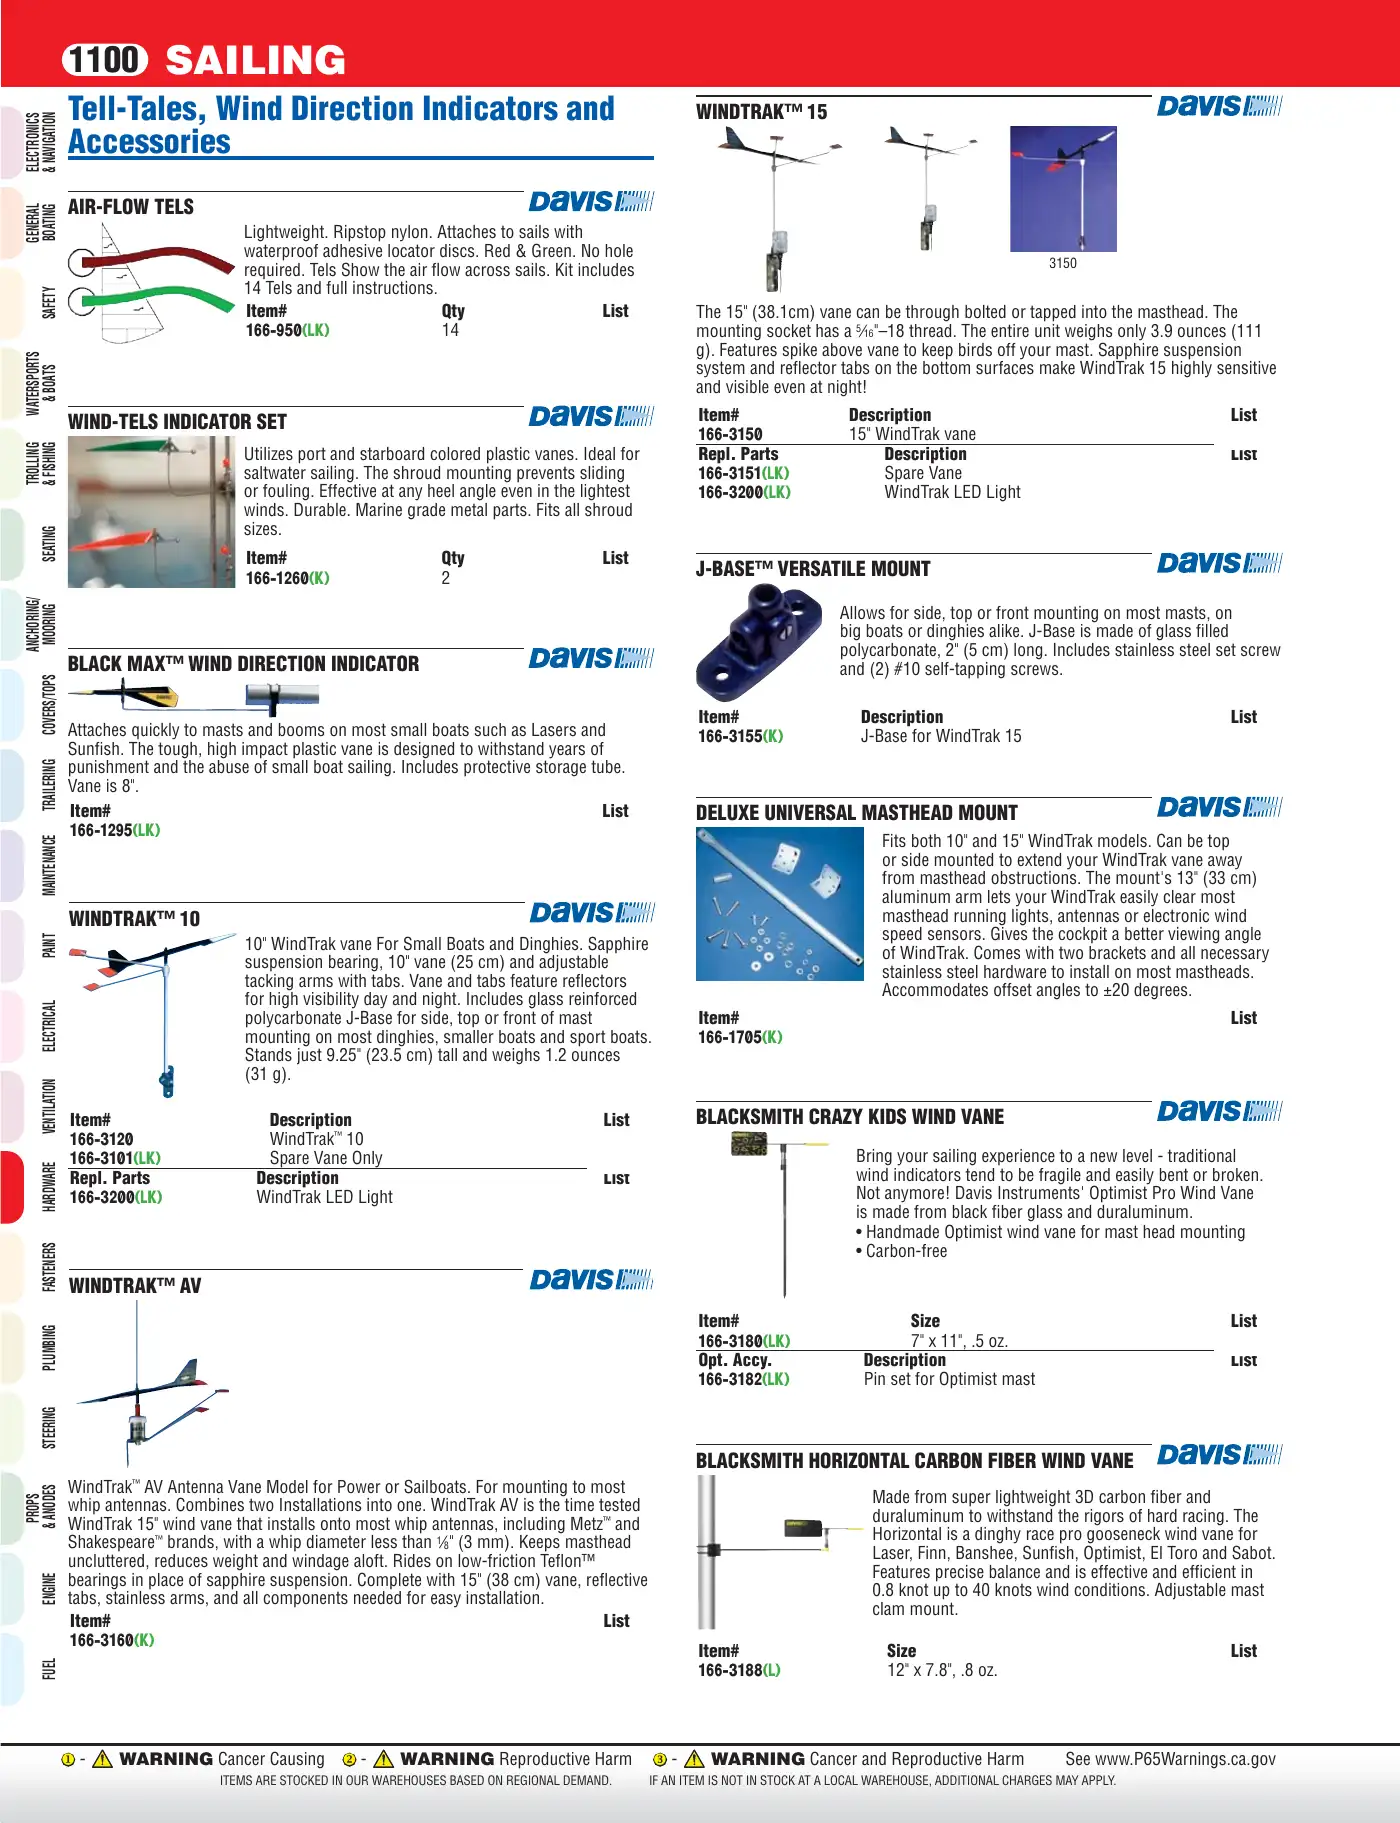 1100 SAILING
Tell-Tales, Wind Direction Indicators and
Accessories
ELECTRONICS
& NAVIGATION
GENERAL
BOATING
SAFETY
WATERSPORTS
& BOATS
TROLLING
& FISHING
SEATING
ANCHORING/
MOORING
COVERS/TOPS
TRAILERING
MAINTENANCE
PAINT
ELECTRICAL
VENTILATION
HARDWARE
FASTENERS
PLUMBING
STEERING
PROPS
& ANODES
ENGINE
FUEL
AIR-FLOW TELS
DAVIS
Lightweight. Ripstop nylon. Attaches to sails with
waterproof adhesive locator discs. Red & Green. No hole
required. Tels Show the air flow across sails. Kit includes
14 Tels and full instructions.
Item# Qty List
166-950(LK) 14
WIND-TELS INDICATOR SET
DAVIS
Utilizes port and starboard colored plastic vanes. Ideal for
saltwater sailing. The shroud mounting prevents sliding
or fouling. Effective at any heel angle even in the lightest
winds. Durable. Marine grade metal parts. Fits all shroud
sizes.
Item# Qty List
166-1260(K) 2
BLACK MAX™ WIND DIRECTION INDICATOR
DAVIS
Attaches quickly to masts and booms on most small boats such as Lasers and
Sunfish. The tough, high impact plastic vane is designed to withstand years of
punishment and the abuse of small boat sailing. Includes protective storage tube.
Vane is 8".
Item# List
166-1295(LK)
WINDTRAK™ 10
DAVIS
10" WindTrak vane For Small Boats and Dinghies. Sapphire
suspension bearing, 10" vane (25 cm) and adjustable
tacking arms with tabs. Vane and tabs feature reflectors
for high visibility day and night. Includes glass reinforced
polycarbonate J-Base for side, top or front of mast
mounting on most dinghies, smaller boats and sport boats.
Stands just 9.25" (23.5 cm) tall and weighs 1.2 ounces
(31 g).
Item# Description List
166-3120 WindTrak™ 10
166-3101(LK) Spare Vane Only
Repl. Parts Description List
166-3200(LK) WindTrak LED Light
WINDTRAK™ AV
DAVIS
WindTrak™ AV Antenna Vane Model for Power or Sailboats. For mounting to most
whip antennas. Combines two Installations into one. WindTrak AV is the time tested
WindTrak 15" wind vane that installs onto most whip antennas, including Metz™ and
Shakespeare™ brands, with a whip diameter less than ⅛" (3 mm). Keeps masthead
uncluttered, reduces weight and windage aloft. Rides on low-friction Teflon™
bearings in place of sapphire suspension. Complete with 15" (38 cm) vane, reflective
tabs, stainless arms, and all components needed for easy installation.
Item# List
166-3160(K)
WINDTRAK™ 15
DAVIS
3150
The 15" (38.1cm) vane can be through bolted or tapped into the masthead. The
mounting socket has a 5⁄16"–18 thread. The entire unit weighs only 3.9 ounces (111
g). Features spike above vane to keep birds off your mast. Sapphire suspension
system and reflector tabs on the bottom surfaces make WindTrak 15 highly sensitive
and visible even at night!
Item# Description List
166-3150 15" WindTrak vane
Repl. Parts Description List
166-3151(LK) Spare Vane
166-3200(LK) WindTrak LED Light
J-BASE™ VERSATILE MOUNT
DAVIS
Allows for side, top or front mounting on most masts, on
big boats or dinghies alike. J-Base is made of glass filled
polycarbonate, 2" (5 cm) long. Includes stainless steel set screw
and (2) #10 self-tapping screws.
Item# Description List
166-3155(K) J-Base for WindTrak 15
DELUXE UNIVERSAL MASTHEAD MOUNT
DAVIS
Fits both 10" and 15" WindTrak models. Can be top
or side mounted to extend your WindTrak vane away
from masthead obstructions. The mount's 13" (33 cm)
aluminum arm lets your WindTrak easily clear most
masthead running lights, antennas or electronic wind
speed sensors. Gives the cockpit a better viewing angle
of WindTrak. Comes with two brackets and all necessary
stainless steel hardware to install on most mastheads.
Accommodates offset angles to ±20 degrees.
Item# List
166-1705(K)
BLACKSMITH CRAZY KIDS WIND VANE
DAVIS
Bring your sailing experience to a new level - traditional
wind indicators tend to be fragile and easily bent or broken.
Not anymore! Davis Instruments' Optimist Pro Wind Vane
is made from black fiber glass and duraluminum.
• Handmade Optimist wind vane for mast head mounting
• Carbon-free
Item# Size List
166-3180(LK) 7" x 11", .5 oz.
Opt. Accy. Description List
166-3182(LK) Pin set for Optimist mast
BLACKSMITH HORIZONTAL CARBON FIBER WIND VANE
DAVIS
Made from super lightweight 3D carbon fiber and
duraluminum to withstand the rigors of hard racing. The
Horizontal is a dinghy race pro gooseneck wind vane for
Laser, Finn, Banshee, Sunfish, Optimist, El Toro and Sabot.
Features precise balance and is effective and efficient in
0.8 knot up to 40 knots wind conditions. Adjustable mast
clam mount.
Item# Size List
166-3188(L) 12" x 7.8", .8 oz.
1 - WARNING Cancer Causing 2 - WARNING Reproductive Harm 3 - WARNING Cancer and Reproductive Harm See www.P65Warnings.ca.gov
ITEMS ARE STOCKED IN OUR WAREHOUSES BASED ON REGIONAL DEMAND. IF AN ITEM IS NOT IN STOCK AT A LOCAL WAREHOUSE, ADDITIONAL CHARGES MAY APPLY.